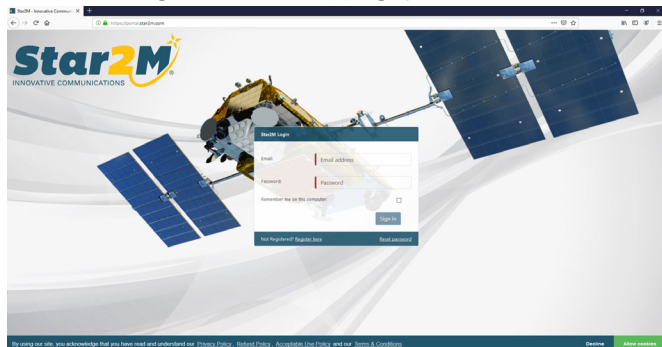 Star2M - Innovative Communi
https://portal.star2m.com
Star2M
INNOVATIVE COMMUNICATIONS
Star2M Login
Email:
Email address
Password:
Password
Remember me on this computer:
Sign In
Not Registered? Register here
Reset password
By using our site, you acknowledge that you have read and understand our Privacy Policy, Refund Policy, Acceptable Use Policy and our Terms & Conditions
Decline
Allow cookies